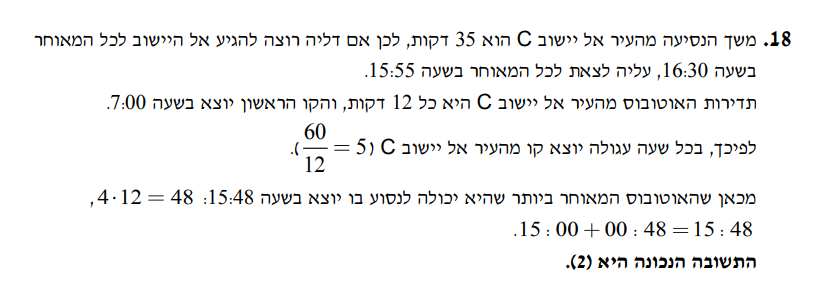 18. משך הנסיעה מהעיר אל יישוב C הוא 35 דקות, לכן אם דליה רוצה להגיע אל היישוב לכל המאוחר
בשעה 16:30, עליה לצאת לכל המאוחר בשעה 15:55.
תדירות האוטובוס מהעיר אל יישוב C היא כל 12 דקות, והקו הראשון יוצא בשעה 7:00.
לפיכך, בכל שעה עגולה יוצא קו מהעיר אל יישוב C (60/12 = 5).
מכאן שהאוטובוס המאוחר ביותר שהיא יכולה לנסוע בו יוצא בשעה 15:48: 4·12 = 48,
15 : 00 + 00 : 48 = 15 : 48.
התשובה הנכונה היא (2).